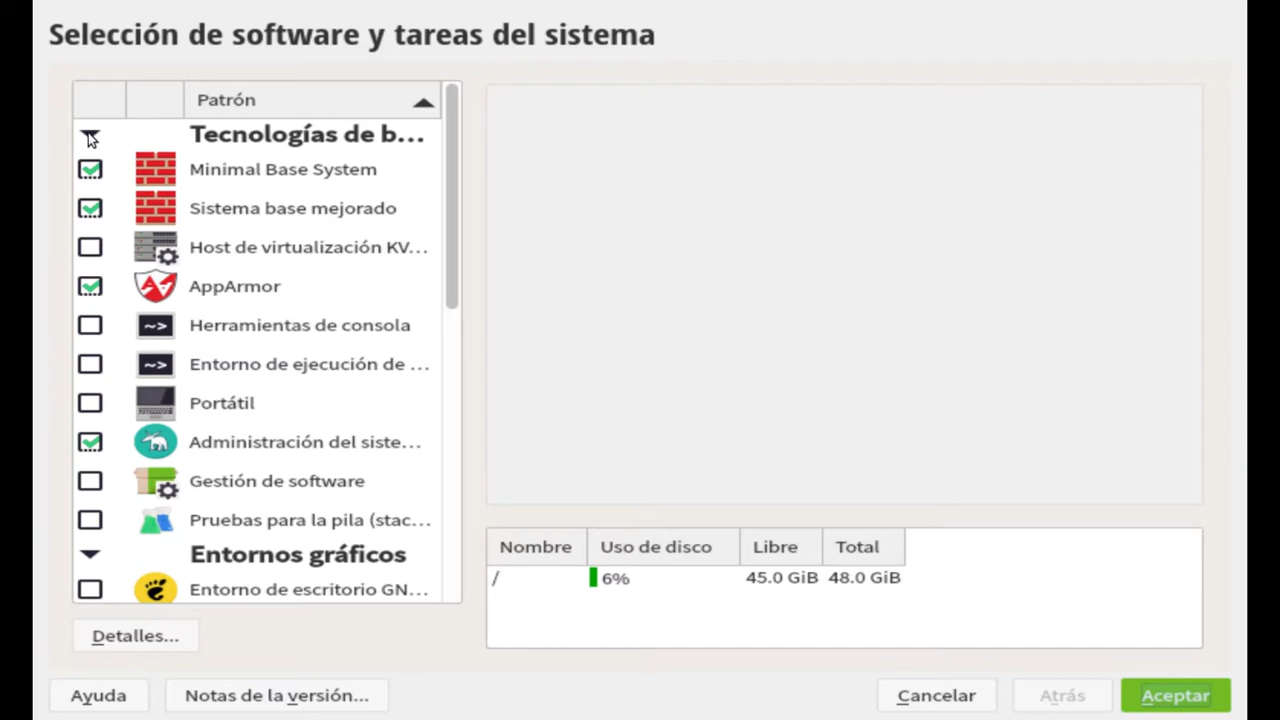 Selección de software y tareas del sistema
Patrón
Tecnologías de b...
Minimal Base System
Sistema base mejorado
Host de virtualización KV...
AppArmor
~> Herramientas de consola
~> Entorno de ejecución de ...
Portátil
Administración del siste...
Gestión de software
Pruebas para la pila (stac...
Entornos gráficos
Entorno de escritorio GN...
Nombre Uso de disco Libre Total
/ 6% 45.0 GiB 48.0 GiB
Detalles...
Ayuda Notas de la versión... Cancelar Atrás Aceptar